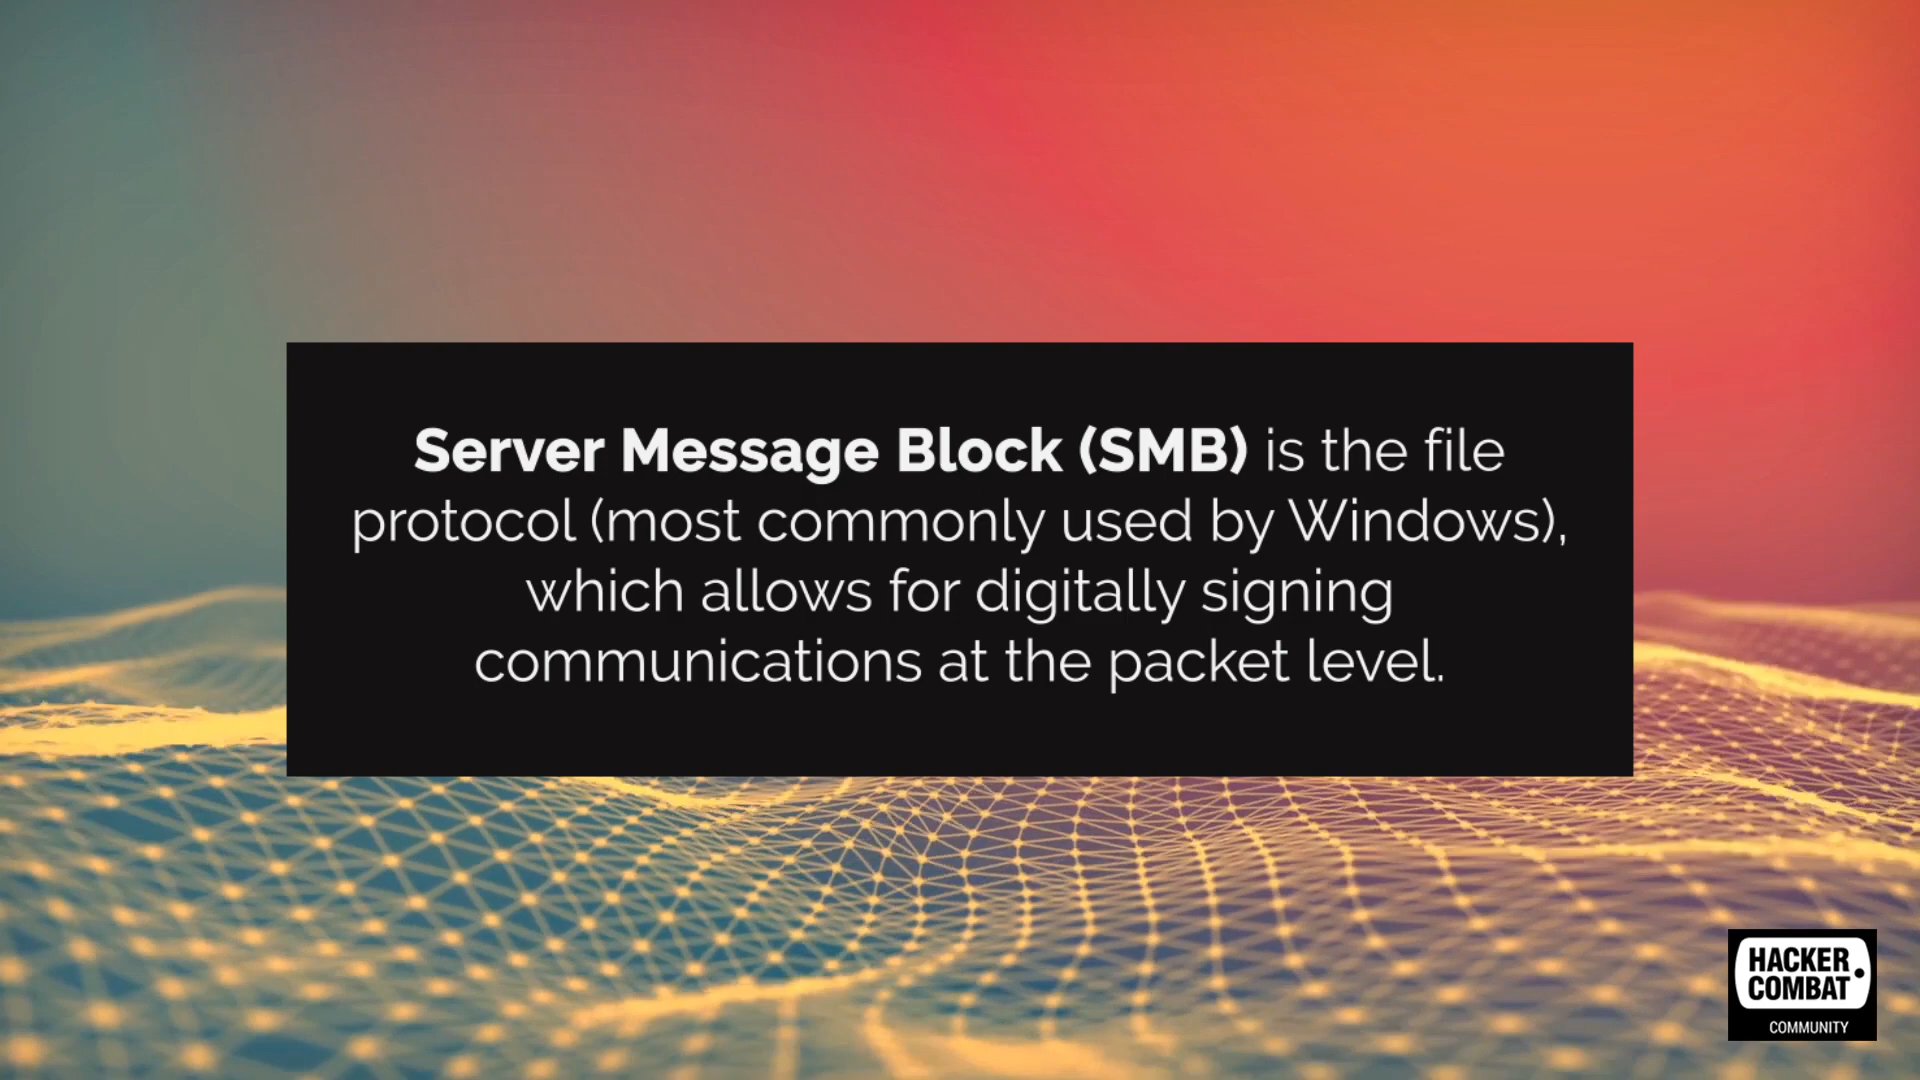 Server Message Block (SMB) is the file
protocol (most commonly used by Windows),
which allows for digitally signing
communications at the packet level.
HACKER
COMBAT
COMMUNITY